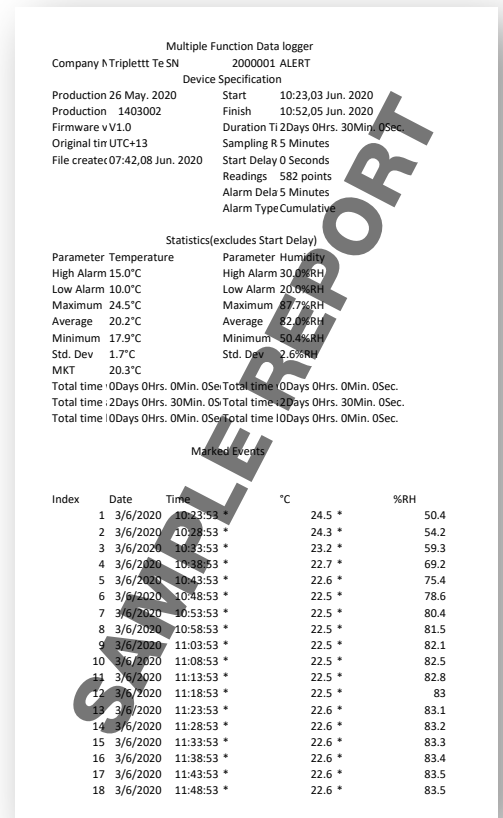 Multiple Function Data logger
Company N Triplettt Te SN 2000001 ALERT
Device Specification
Production 26 May. 2020 Start 10:23,03 Jun. 2020
Production 1403002 Finish 10:52,05 Jun. 2020
Firmware v V1.0 Duration Ti 2Days 0Hrs. 30Min. 0Sec.
Original tim UTC+13 Sampling R 5 Minutes
File created 07:42,08 Jun. 2020 Start Delay 0 Seconds
Readings 582 points
Alarm Dela 5 Minutes
Alarm Type Cumulative
Statistics(excludes Start Delay)
Parameter Temperature Parameter Humidity
High Alarm 15.0°C High Alarm 30.0%RH
Low Alarm 10.0°C Low Alarm 20.0%RH
Maximum 24.5°C Maximum 87.7%RH
Average 20.2°C Average 82.0%RH
Minimum 17.9°C Minimum 50.4%RH
Std. Dev 1.7°C Std. Dev 2.6%RH
MKT 20.3°C
Total time 0Days 0Hrs. 0Min. 0Se Total time 0Days 0Hrs. 0Min. 0Sec.
Total time 2Days 0Hrs. 30Min. 0S Total time 2Days 0Hrs. 30Min. 0Sec.
Total time 0Days 0Hrs. 0Min. 0Se Total time 0Days 0Hrs. 0Min. 0Sec.
Marked Events
Index Date Time °C %RH
1 3/6/2020 10:23:53 * 24.5 * 50.4
2 3/6/2020 10:28:53 * 24.3 * 54.2
3 3/6/2020 10:33:53 * 23.2 * 59.3
4 3/6/2020 10:38:53 * 22.7 * 69.2
5 3/6/2020 10:43:53 * 22.6 * 75.4
6 3/6/2020 10:48:53 * 22.5 * 78.6
7 3/6/2020 10:53:53 * 22.5 * 80.4
8 3/6/2020 10:58:53 * 22.5 * 81.5
9 3/6/2020 11:03:53 * 22.5 * 82.1
10 3/6/2020 11:08:53 * 22.5 * 82.5
11 3/6/2020 11:13:53 * 22.5 * 82.8
12 3/6/2020 11:18:53 * 22.5 * 83
13 3/6/2020 11:23:53 * 22.6 * 83.1
14 3/6/2020 11:28:53 * 22.6 * 83.2
15 3/6/2020 11:33:53 * 22.6 * 83.3
16 3/6/2020 11:38:53 * 22.6 * 83.4
17 3/6/2020 11:43:53 * 22.6 * 83.5
18 3/6/2020 11:48:53 * 22.6 * 83.5
SAMPLE REPORT